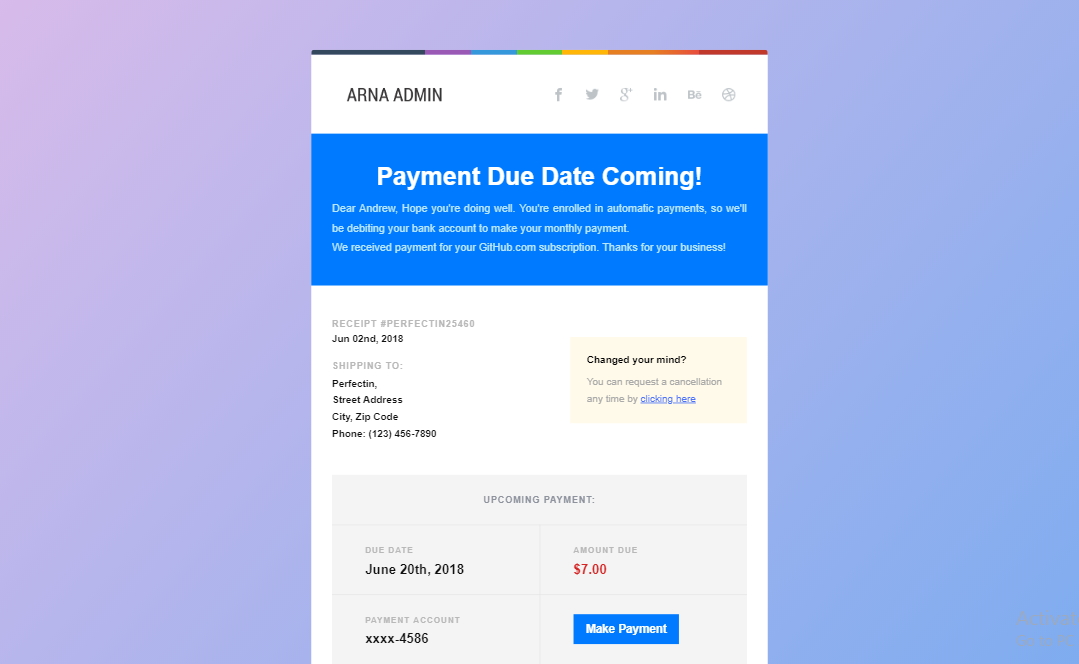 ARNA ADMIN
Payment Due Date Coming!
Dear Andrew, Hope you're doing well. You're enrolled in automatic payments, so we'll
be debiting your bank account to make your monthly payment.
We received payment for your GitHub.com subscription. Thanks for your business!
RECEIPT #PERFECTIN25460
Jun 02nd, 2018
SHIPPING TO:
Perfectin,
Street Address
City, Zip Code
Phone: (123) 456-7890
Changed your mind?
You can request a cancellation
any time by clicking here
UPCOMING PAYMENT:
DUE DATE
June 20th, 2018
AMOUNT DUE
$7.00
PAYMENT ACCOUNT
xxxx-4586
Make Payment